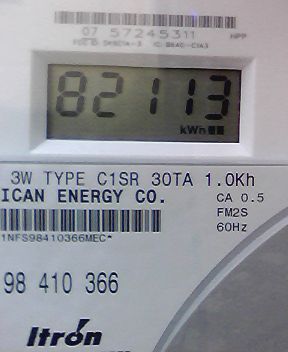 07 57245311 HPP
82113
kWh
3W TYPE C1SR 30TA 1.0Kh
ICAN ENERGY CO.
CA 0.5
FM2S
60Hz
1NFS98410366MEC*
98 410 366
Itron